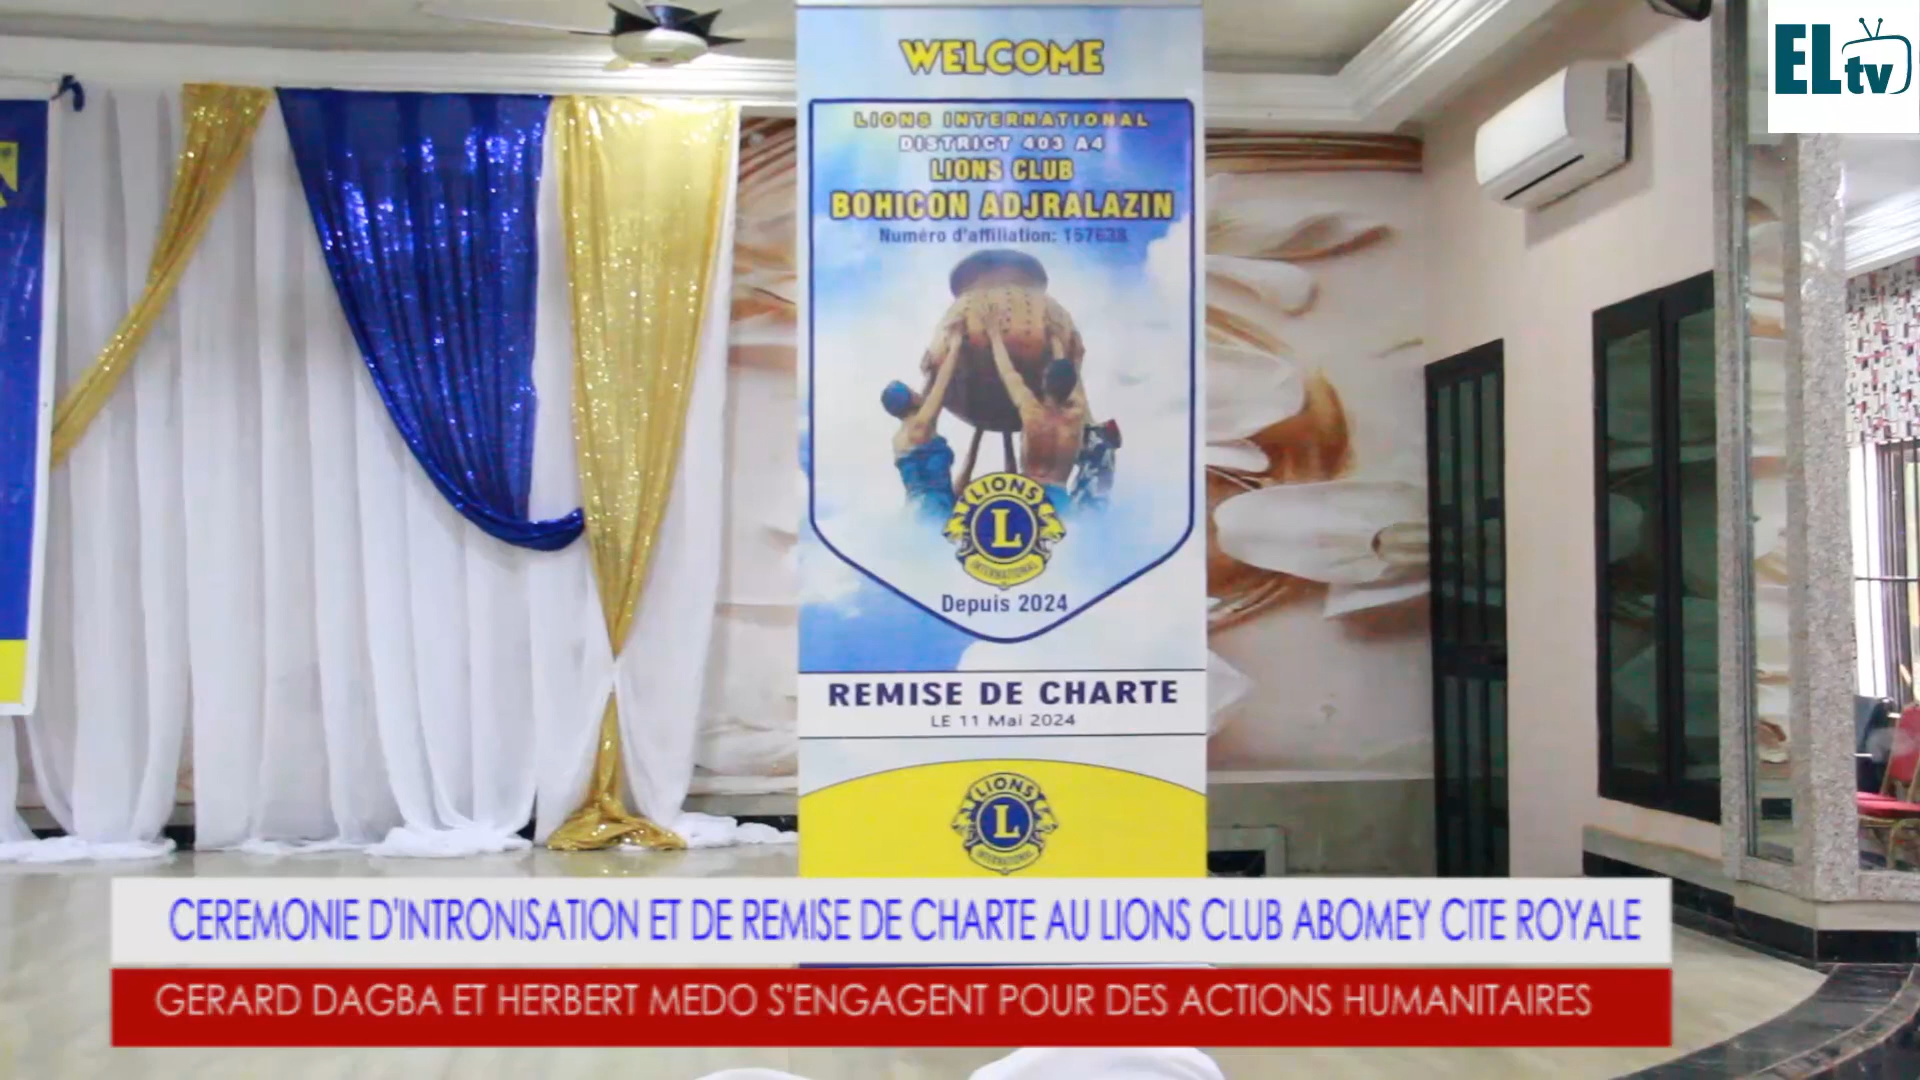 EL tv
WELCOME
LIONS INTERNATIONAL
DISTRICT 403 A4
LIONS CLUB
BOHICON ADJRALAZIN
Numéro d'affiliation: 157638
LIONS
L
INTERNATIONAL
Depuis 2024
REMISE DE CHARTE
LE 11 Mai 2024
LIONS
L
INTERNATIONAL
CEREMONIE D'INTRONISATION ET DE REMISE DE CHARTE AU LIONS CLUB ABOMEY CITE ROYALE
GERARD DAGBA ET HERBERT MEDO S'ENGAGENT POUR DES ACTIONS HUMANITAIRES